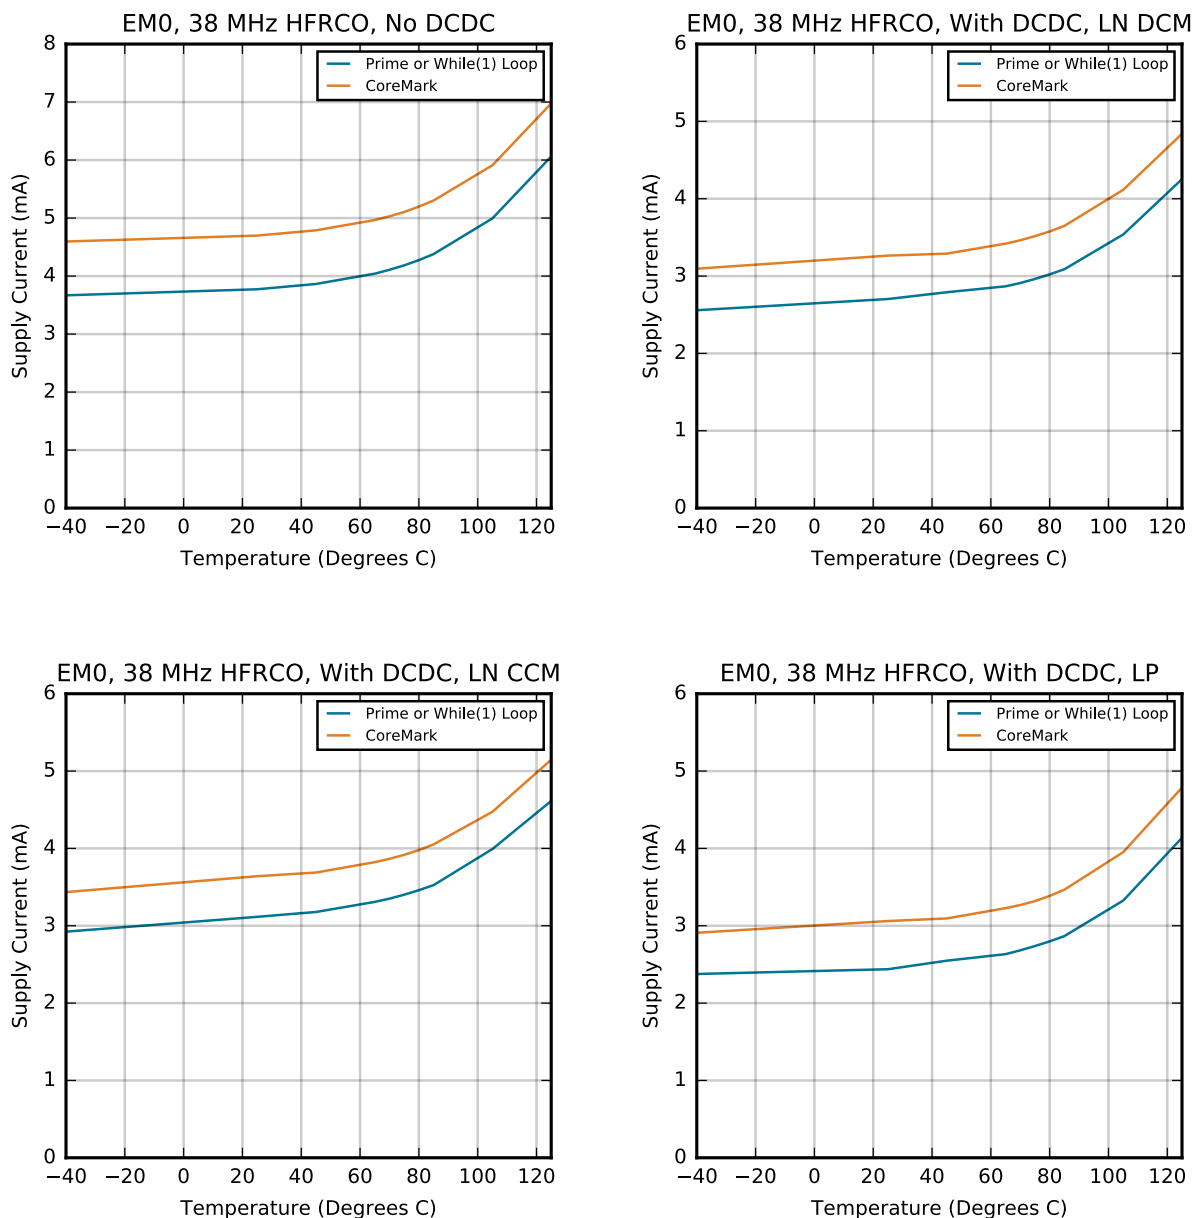 EM0, 38 MHz HFRCO, No DCDC
8
7
6
5
4
3
2
1
0
Supply Current (mA)
Prime or While(1) Loop
CoreMark
−40 −20 0 20 40 60 80 100 120
Temperature (Degrees C)
EM0, 38 MHz HFRCO, With DCDC, LN DCM
6
5
4
3
2
1
0
Supply Current (mA)
Prime or While(1) Loop
CoreMark
−40 −20 0 20 40 60 80 100 120
Temperature (Degrees C)
EM0, 38 MHz HFRCO, With DCDC, LN CCM
6
5
4
3
2
1
0
Supply Current (mA)
Prime or While(1) Loop
CoreMark
−40 −20 0 20 40 60 80 100 120
Temperature (Degrees C)
EM0, 38 MHz HFRCO, With DCDC, LP
6
5
4
3
2
1
0
Supply Current (mA)
Prime or While(1) Loop
CoreMark
−40 −20 0 20 40 60 80 100 120
Temperature (Degrees C)